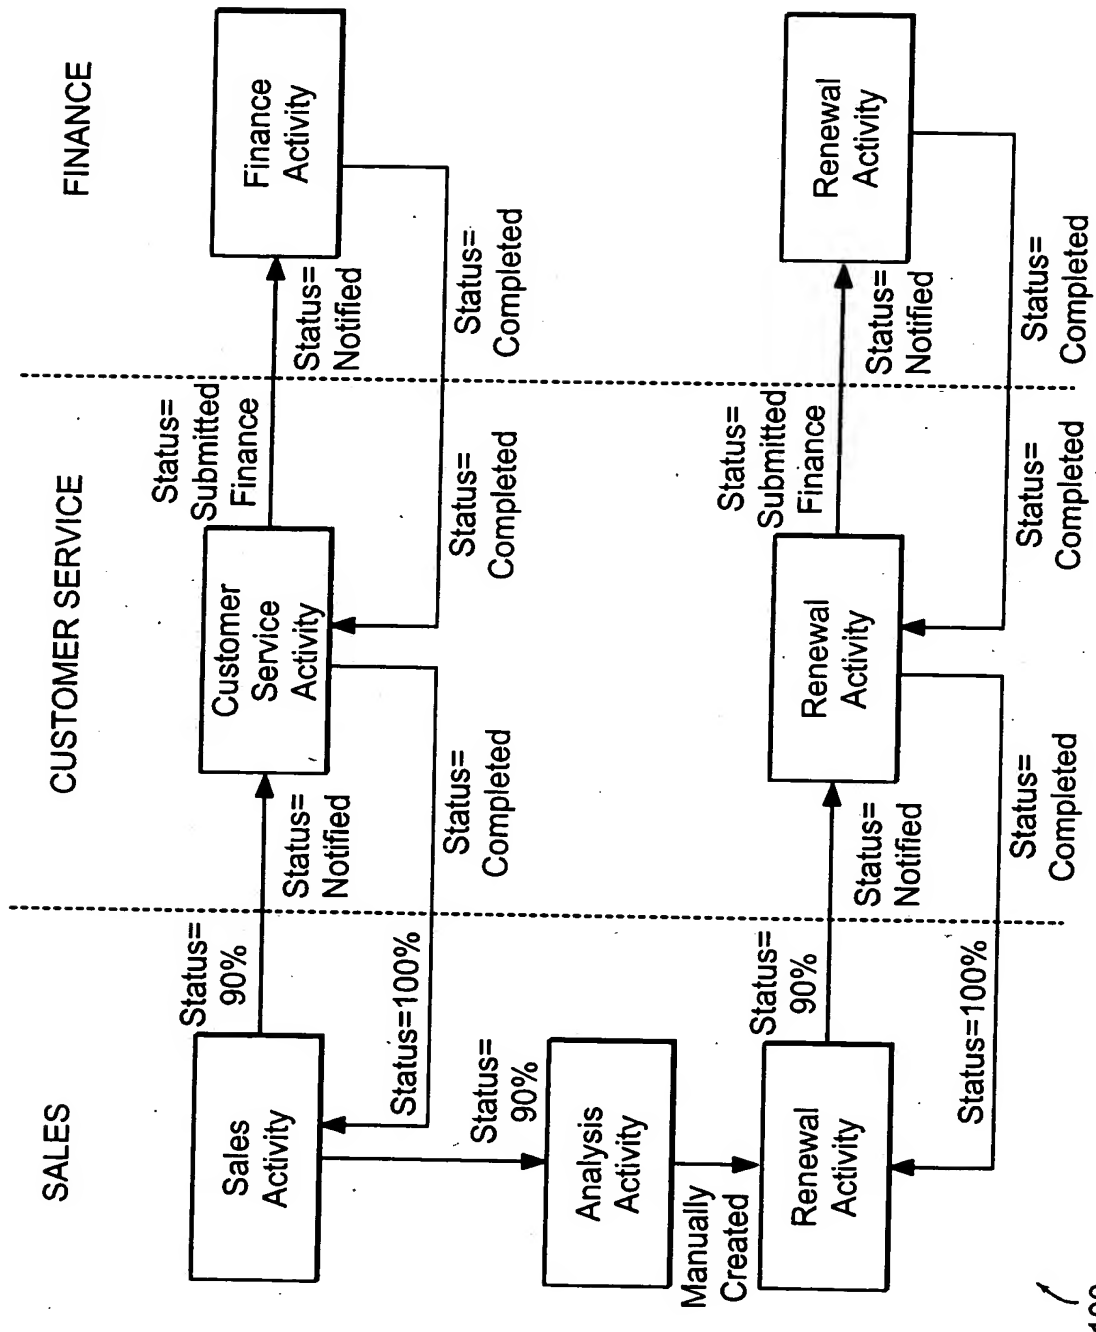 SALES
CUSTOMER SERVICE
FINANCE
Sales
Activity
Status=
90%
Status=
Notified
Customer
Service
Activity
Status=
Submitted
Finance
Status=
Notified
Finance
Activity
Status=100%
Status=
Completed
Status=
Completed
Status=
Completed
Status=
90%
Analysis
Activity
Manually
Created
Renewal
Activity
Status=
90%
Status=
Notified
Renewal
Activity
Status=
Submitted
Finance
Status=
Notified
Renewal
Activity
Status=100%
Status=
Completed
Status=
Completed
Status=
Completed